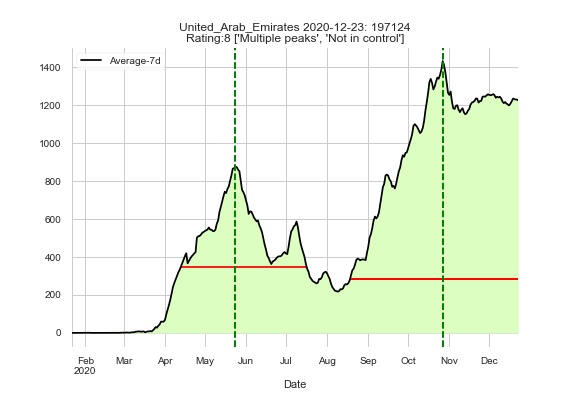 United_Arab_Emirates 2020-12-23: 197124
Rating:8 ['Multiple peaks', 'Not in control']
Average-7d
1400
1200
1000
800
600
400
200
0
Feb Mar Apr May Jun Jul Aug Sep Oct Nov Dec
2020
Date